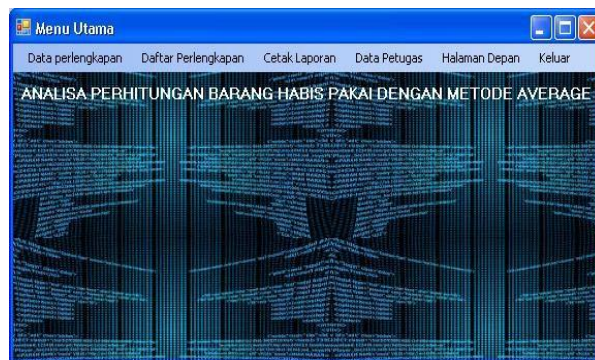 Menu Utama
Data perlengkapan Daftar Perlengkapan Cetak Laporan Data Petugas Halaman Depan Keluar
ANALISA PERHITUNGAN BARANG HABIS PAKAI DENGAN METODE AVERAGE